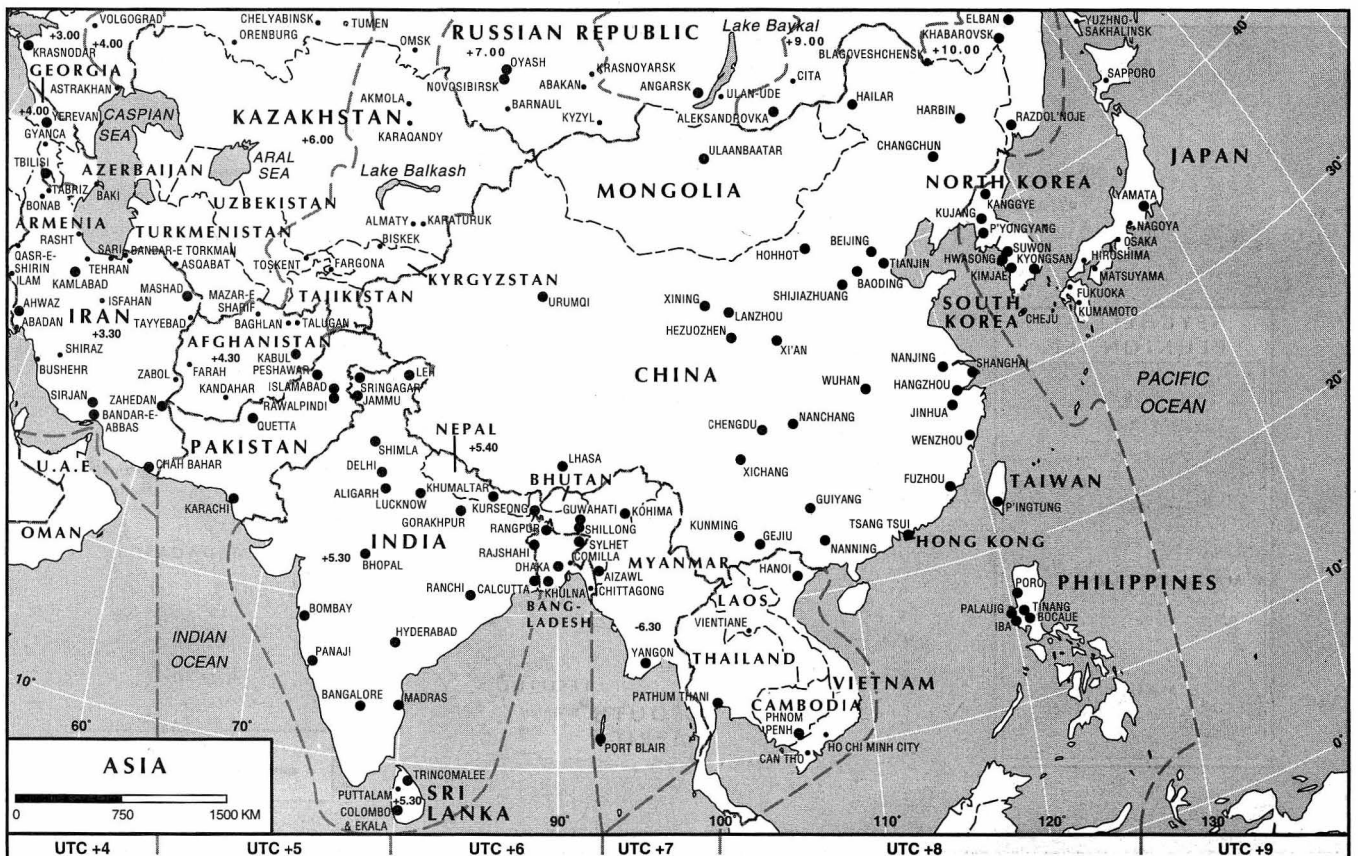 VOLGOGRAD
CHELYABINSK
TUMEN
ORENBURG
OMSK
RUSSIAN REPUBLIC
+7.00
Lake Baykal
+9.00
ELBAN
KHABAROVSK
+10.00
BLAGOVESHCHENSK
YUZHNO-
SAKHALINSK
40°
+3.00
+4.00
KRASNODAR
GEORGIA
ASTRAKHAN
OYASH
NOVOSIBIRSK
KRASNOYARSK
ABAKAN
BARNAUL
KYZYL
ANGARSK
CITA
ULAN-UDE
ALEKSANDROVKA
HAILAR
HARBIN
SAPPORO
RAZDOL'NOJE
AKMOLA
KAZAKHSTAN
+6.00
KARAQANDY
+4.00
YEREVAN
GYANCA
CASPIAN
SEA
TBILISI
AZERBAIJAN
ARAL
SEA
Lake Balkash
ULAANBAATAR
MONGOLIA
CHANGCHUN
NORTH KOREA
KANGGYE
KUJANG
P'YONGYANG
JAPAN
30°
YAMATA
NAGOYA
OSAKA
HIROSHIMA
MATSUYAMA
FUKUOKA
KUMAMOTO
TABRIZ
BONAB
BAKI
ARMENIA
UZBEKISTAN
TURKMENISTAN
ALMATY
KARATURUK
BISKEK
RASHT
SARI
BANDAR-E TORKMAN
ASQABAT
QASR-E-
SHIRIN
ILAM
TEHRAN
KAMLABAD
TOSKENT
FARGONA
KYRGYZSTAN
URUMQI
HOHHOT
BEIJING
TIANJIN
BAODING
SHIJIAZHUANG
SUWON
HWASONG
KYONGSAN
KIMJAE
SOUTH
KOREA
CHEJU
AHWAZ
ABADAN
ISFAHAN
IRAN
+3.30
MASHAD
TAYYEBAD
MAZAR-E
SHARIF
TAJIKISTAN
BAGHLAN
TALUGAN
AFGHANISTAN
+4.30
KABUL
PESHAWAR
XINING
LANZHOU
HEZUOZHEN
XI'AN
CHINA
SHIRAZ
BUSHEHR
ZABOL
FARAH
KANDAHAR
ISLAMABAD
RAWALPINDI
SRINGAGAR
JAMMU
LEH
NANJING
SHANGHAI
WUHAN
HANGZHOU
JINHUA
WENZHOU
PACIFIC
OCEAN
20°
SIRJAN
BANDAR-E-
ABBAS
ZAHEDAN
QUETTA
PAKISTAN
NEPAL
+5.40
SHIMLA
DELHI
LHASA
BHUTAN
CHENGDU
NANCHANG
XICHANG
FUZHOU
TAIWAN
P'INGTUNG
U.A.E.
CHAH BAHAR
KARACHI
OMAN
ALIGARH
LUCKNOW
KHUMALTAR
GORAKHPUR
KURSEONG
GUWAHATI
KOHIMA
RANGPUR
SHILLONG
SYLHET
COMILLA
KUNMING
GEJIU
GUIYANG
NANNING
TSANG TSUI
HONG KONG
INDIA
+5.30
BHOPAL
RAJSHAHI
DHAKA
AIZAWL
MYANMAR
HANOI
RANCHI
CALCUTTA
KHULNA
CHITTAGONG
BANG-
LADESH
-6.30
LAOS
VIENTIANE
10°
PHILIPPINES
PORO
PALAUIG
TINANG
BOCAUE
IBA
BOMBAY
INDIAN
OCEAN
HYDERABAD
PANAJI
YANGON
THAILAND
VIETNAM
BANGALORE
MADRAS
PATHUM THANI
CAMBODIA
PHNOM
PENH
HO CHI MINH CITY
CAN THO
PORT BLAIR
10°
60°
70°
0°
ASIA
0 750 1500 KM
TRINCOMALEE
PUTTALAM
+5.30
COLOMBO
& EKALA
SRI
LANKA
90°
100
110°
120°
130°
UTC +4 UTC +5 UTC +6 UTC +7 UTC +8 UTC +9